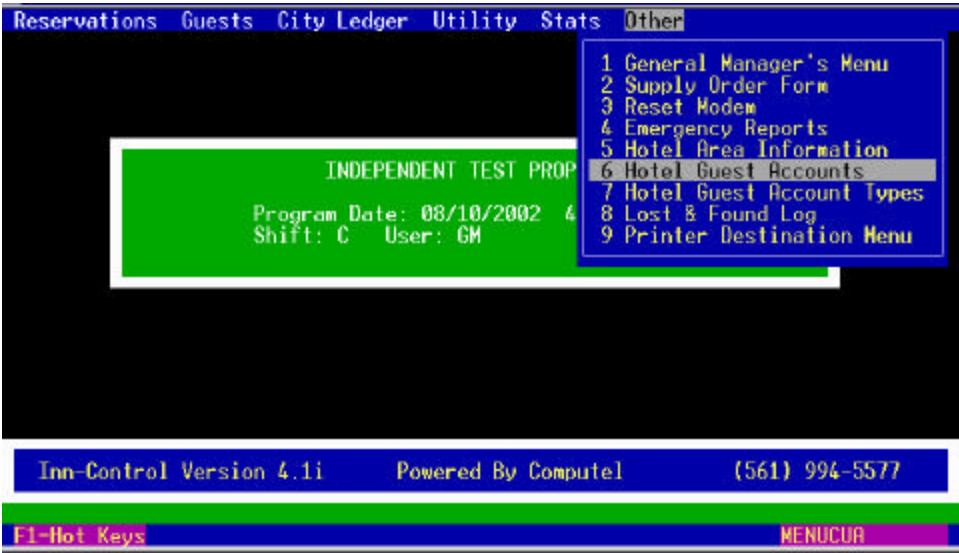 Reservations Guests City Ledger Utility Stats Other
1 General Manager's Menu
2 Supply Order Form
3 Reset Modem
4 Emergency Reports
5 Hotel Area Information
6 Hotel Guest Accounts
7 Hotel Guest Account Types
8 Lost & Found Log
9 Printer Destination Menu
INDEPENDENT TEST PROP
Program Date: 08/10/2002 4
Shift: C User: GM
Inn-Control Version 4.1i Powered By Computel (561) 994-5577
F1-Hot Keys MENUCUA